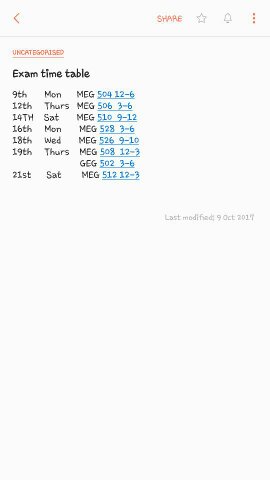 SHARE
UNCATEGORISED
Exam time table
9th Mon MEG 504 12-6
12th Thurs MEG 506 3-6
14TH Sat MEG 510 9-12
16th Mon MEG 528 3-6
18th Wed MEG 526 9-10
19th Thurs MEG 508 12-3
GEG 502 3-6
21st Sat MEG 512 12-3
Last modified: 9 Oct 2017